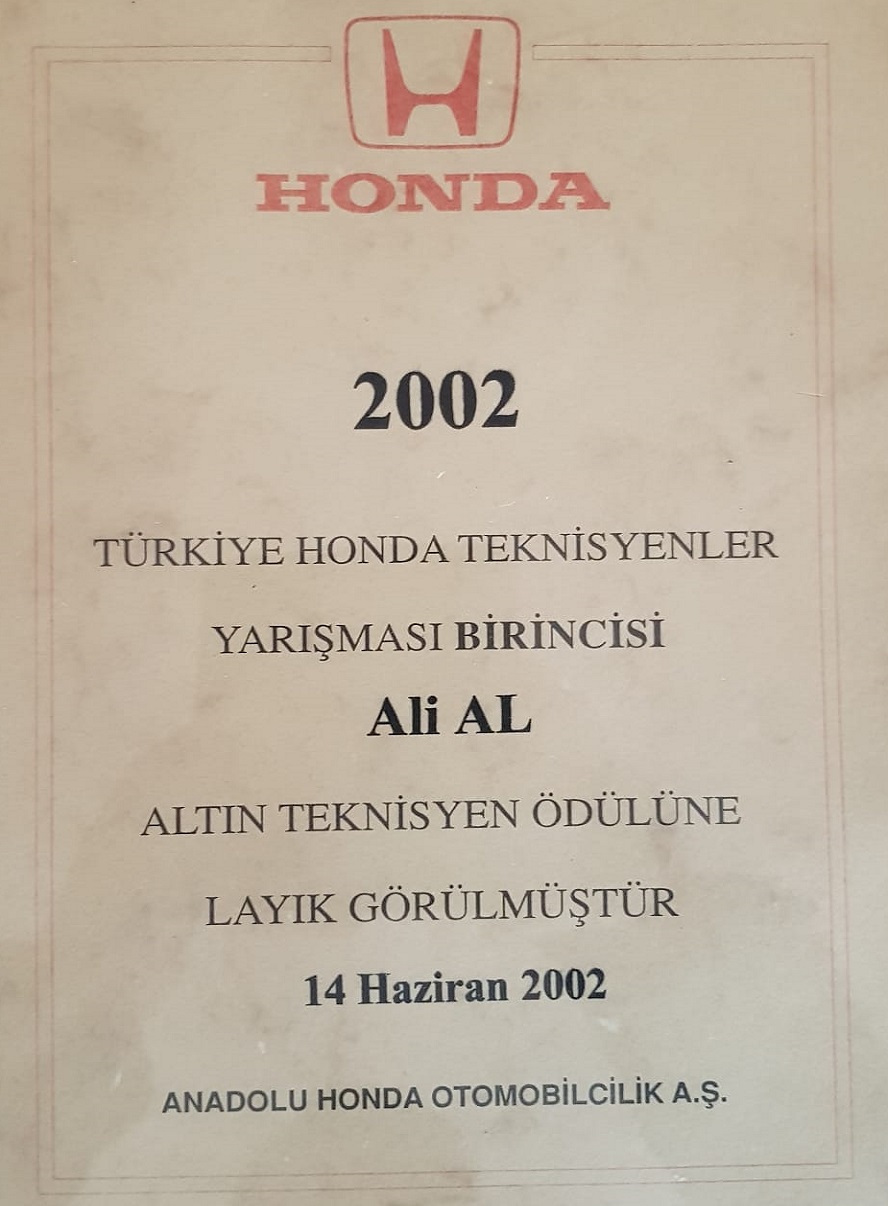 HONDA
2002
TÜRKİYE HONDA TEKNİSYENLER
YARIŞMASI BİRİNCİSİ
Ali AL
ALTIN TEKNİSYEN ÖDÜLÜNE
LAYIK GÖRÜLMÜŞTÜR
14 Haziran 2002
ANADOLU HONDA OTOMOBİLCİLİK A.Ş.